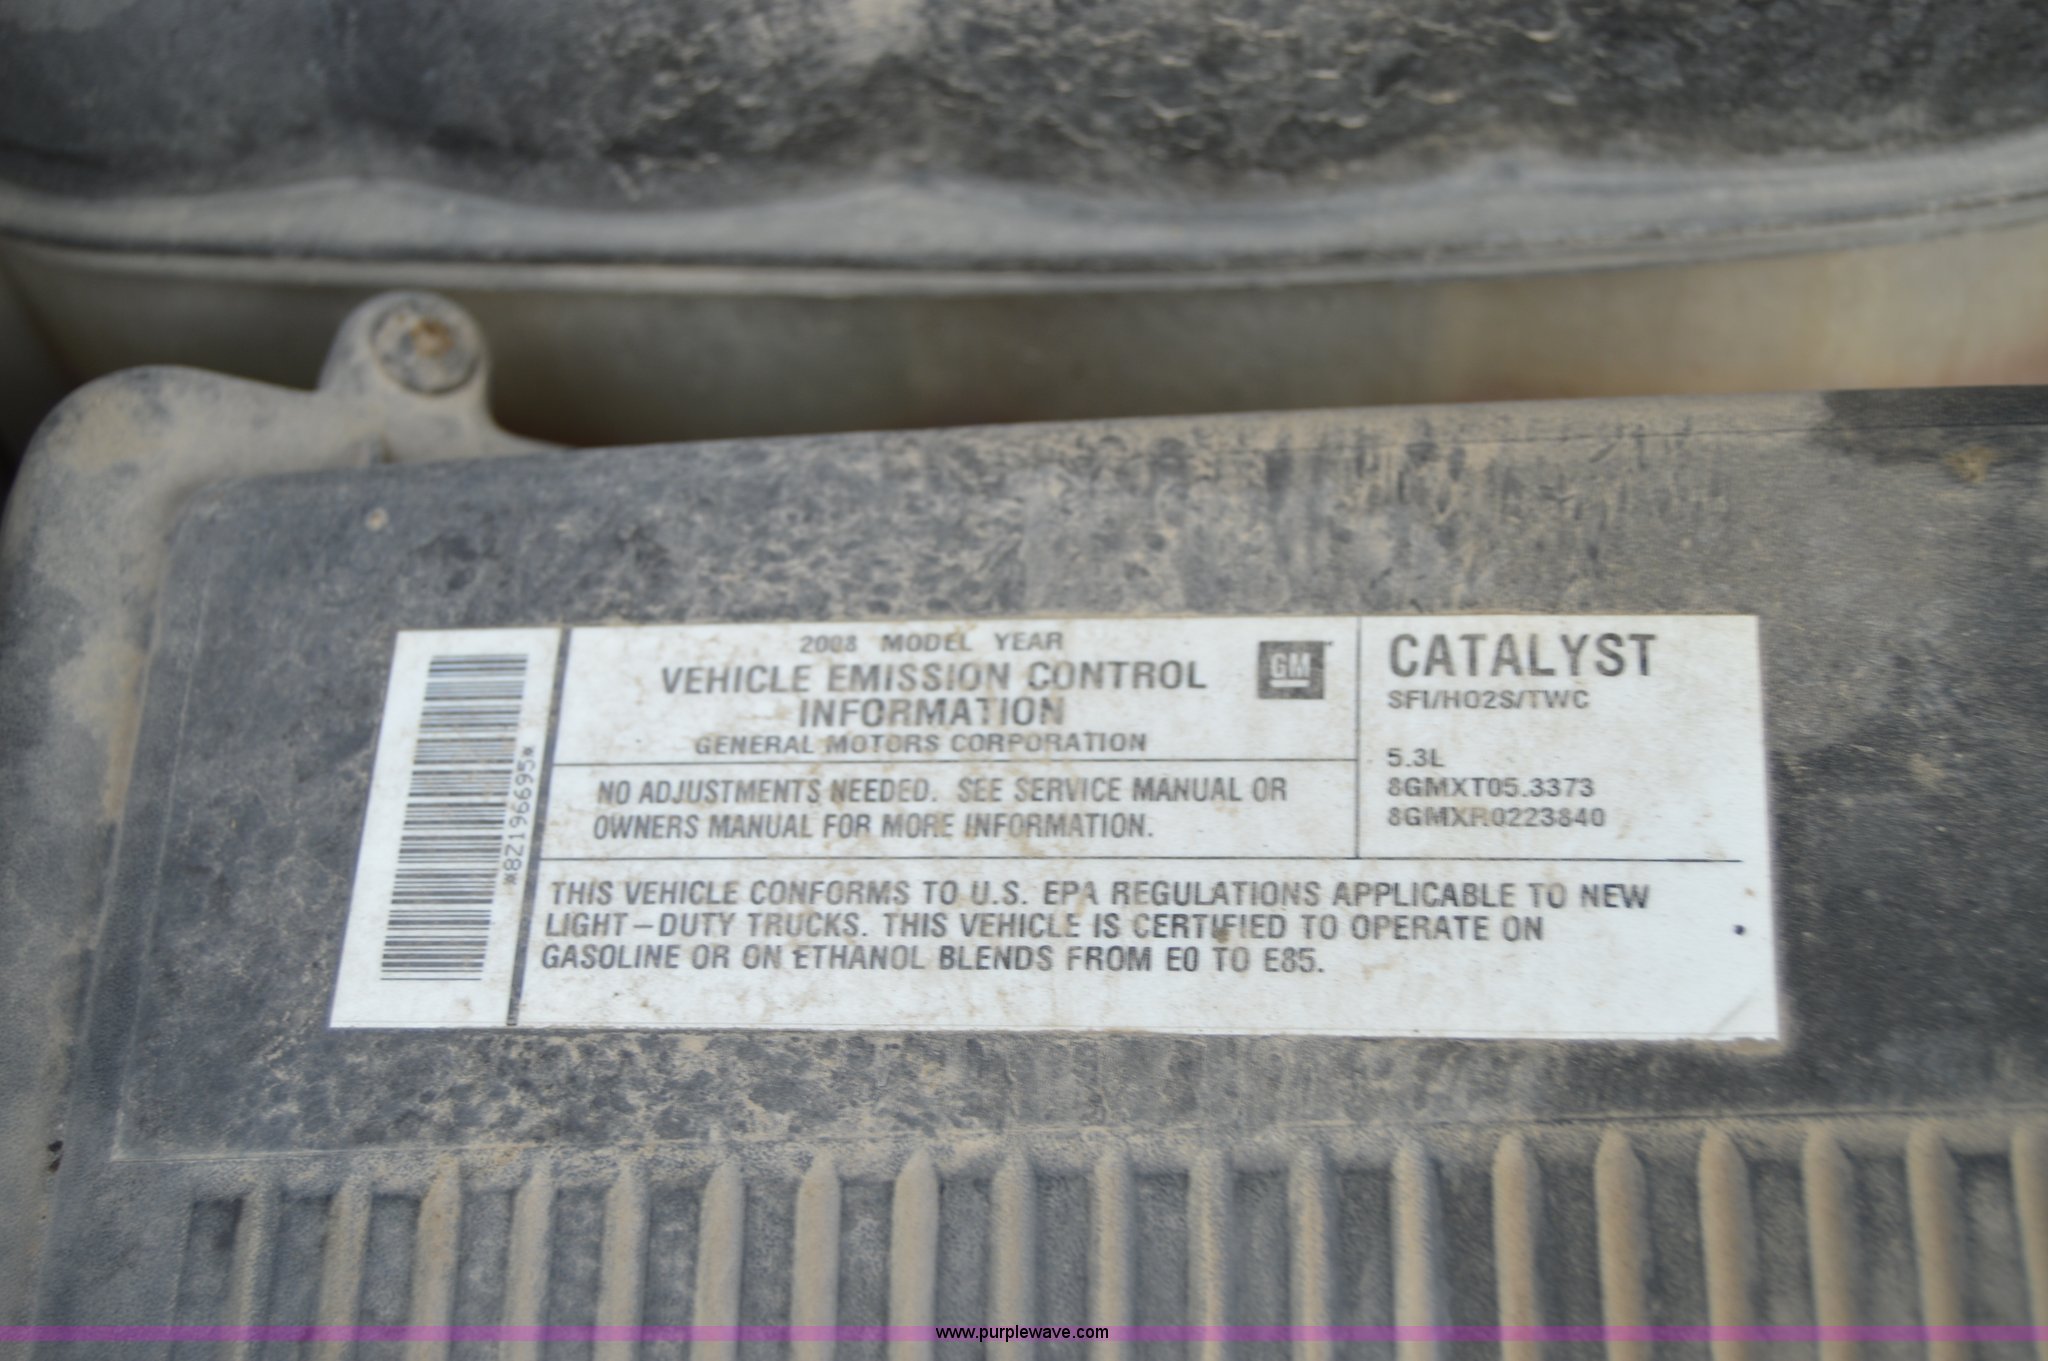 *8Z1966695*
2008 MODEL YEAR
VEHICLE EMISSION CONTROL
INFORMATION
GENERAL MOTORS CORPORATION
GM
NO ADJUSTMENTS NEEDED. SEE SERVICE MANUAL OR
OWNERS MANUAL FOR MORE INFORMATION.
CATALYST
SFI/HO2S/TWC
5.3L
8GMXT05.3373
8GMXR0223840
THIS VEHICLE CONFORMS TO U.S. EPA REGULATIONS APPLICABLE TO NEW
LIGHT-DUTY TRUCKS. THIS VEHICLE IS CERTIFIED TO OPERATE ON
GASOLINE OR ON ETHANOL BLENDS FROM E0 TO E85.
www.purplewave.com